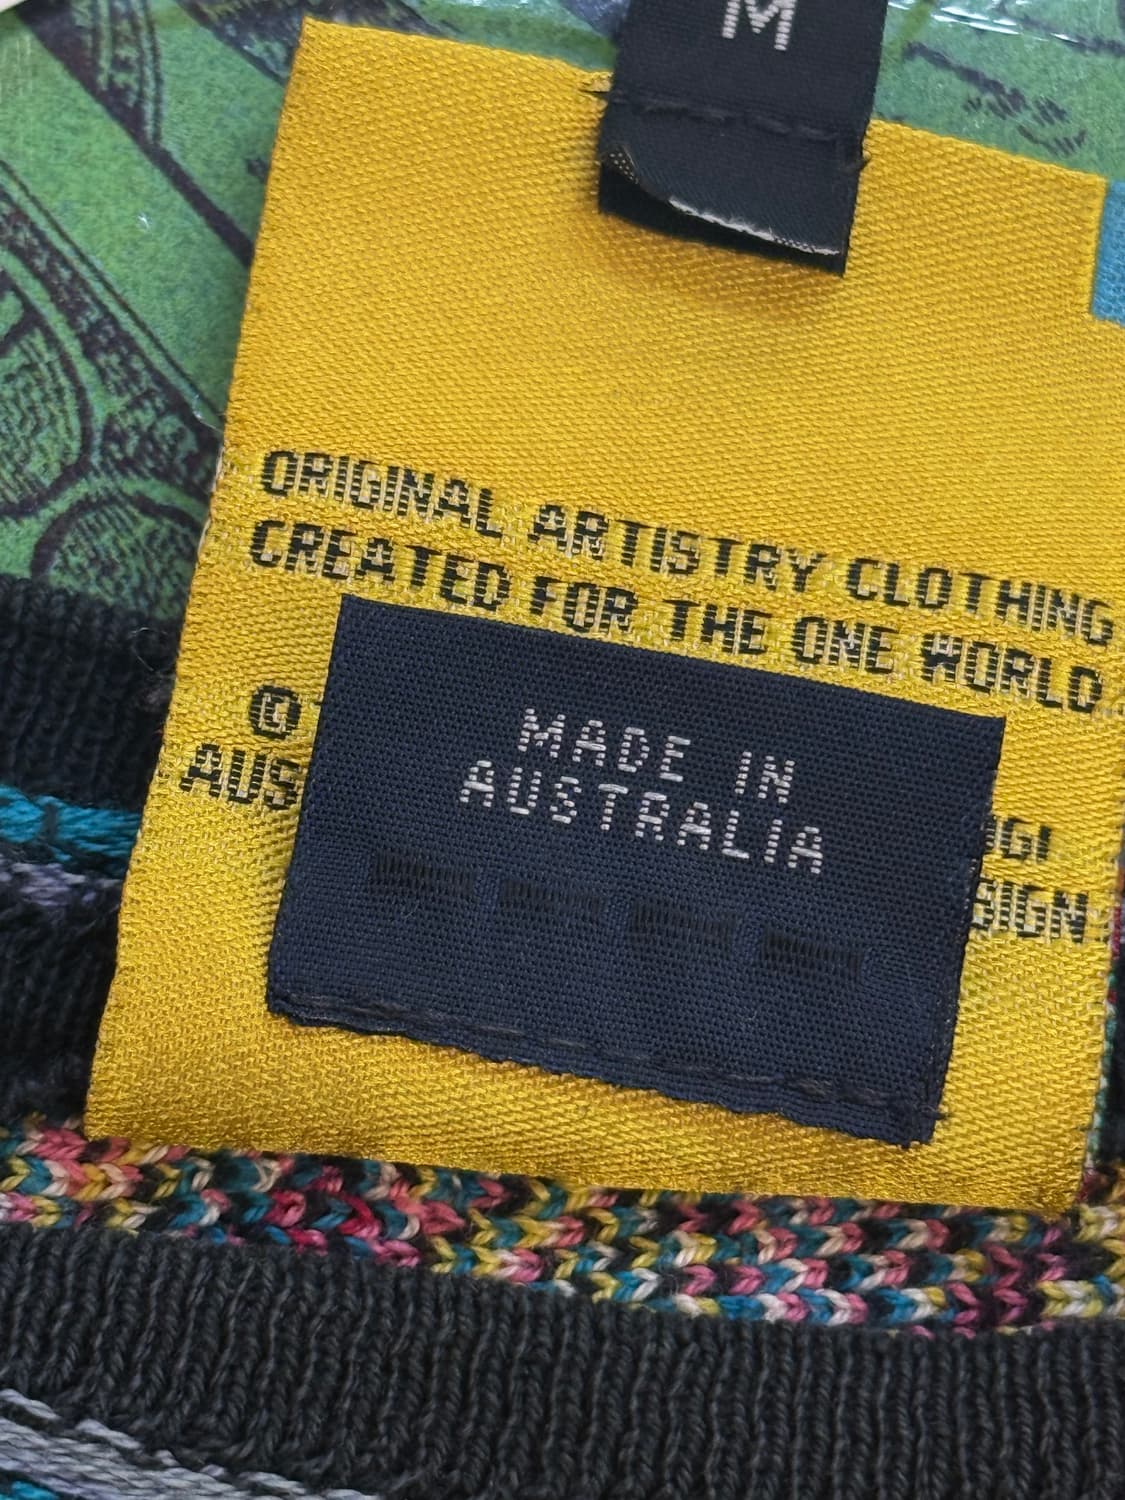 M
ORIGINAL ARTISTRY CLOTHING
CREATED FOR THE ONE WORLD
©
MADE IN
AUSTRALIA